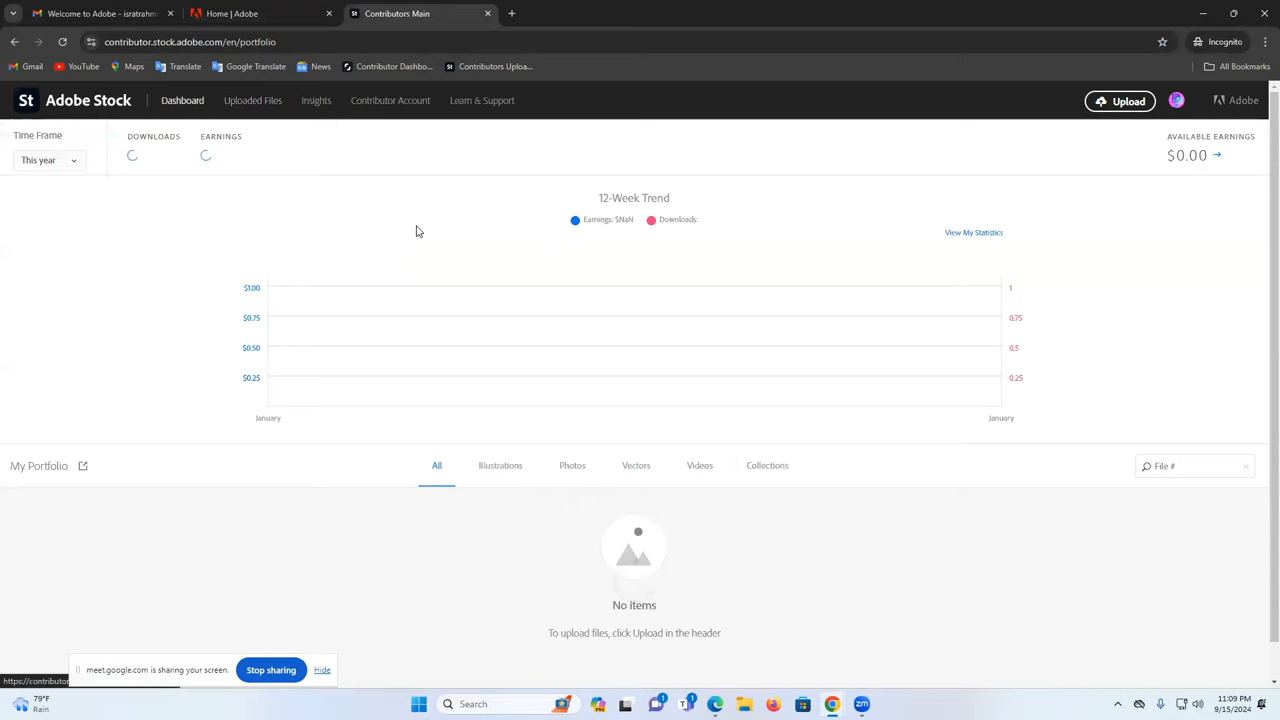 Welcome - israrahm
Home | Adobe
Contributors Main
contributor.stock.adobe.com/en/portfolio
Incognito
Gmail
YouTube
Maps
Translate
Google Translate
News
Contributor Dashbo...
Contributors Uploa...
All Bookmarks
St Adobe Stock
Dashboard
Uploaded Files
Insights
Contributor Account
Learn & Support
Upload
Adobe
Time Frame
This year
DOWNLOADS
EARNINGS
AVAILABLE EARNINGS
$0.00
12-Week Trend
Earnings: $NaN
Downloads:
View My Statistics
$1.00
1
$0.75
0.75
$0.50
0.5
$0.25
0.25
January
January
My Portfolio
All
Illustrations
Photos
Vectors
Videos
Collections
File #
No items
To upload files, click Upload in the header
meet.google.com is sharing your screen.
Stop sharing
Hide
https://contributor
79°F
Rain
Search
1
1
11:09 PM
9/15/2024